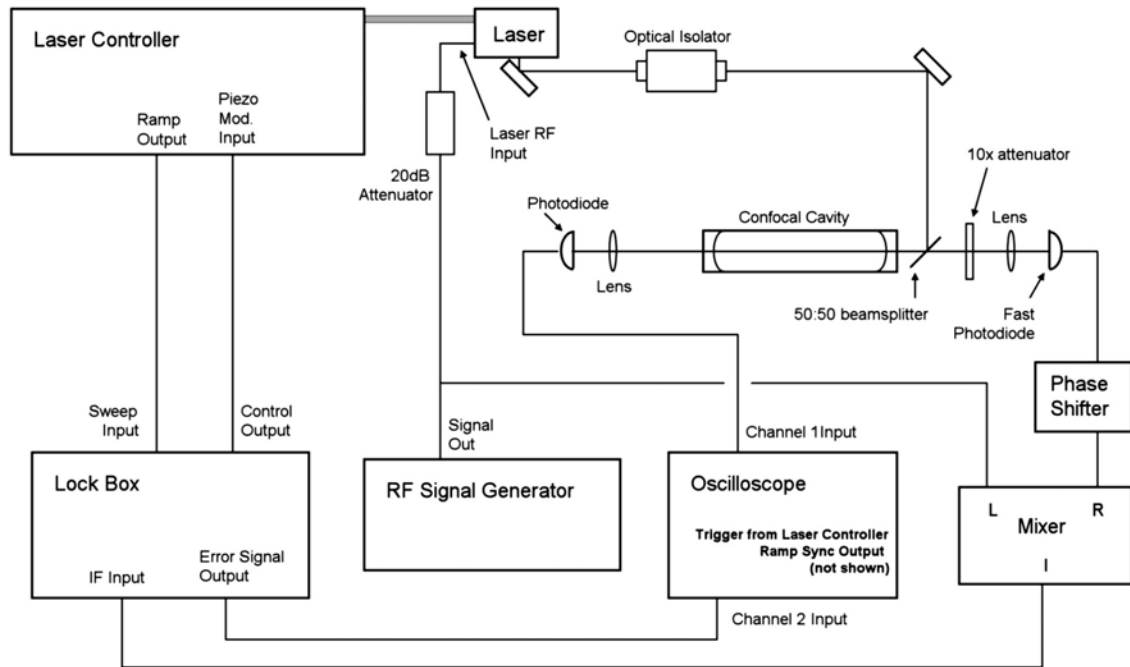 Laser Controller
Laser
Optical Isolator
Ramp
Output
Piezo
Mod.
Input
Laser RF
Input
20dB
Attenuator
10x attenuator
Photodiode
Confocal Cavity
Lens
Lens
50:50 beamsplitter
Fast
Photodiode
Phase
Shifter
Sweep
Input
Control
Output
Signal
Out
Channel 1Input
Lock Box
RF Signal Generator
Oscilloscope
Trigger from Laser Controller
Ramp Sync Output
(not shown)
L
R
Mixer
I
IF Input
Error Signal
Output
Channel 2 Input